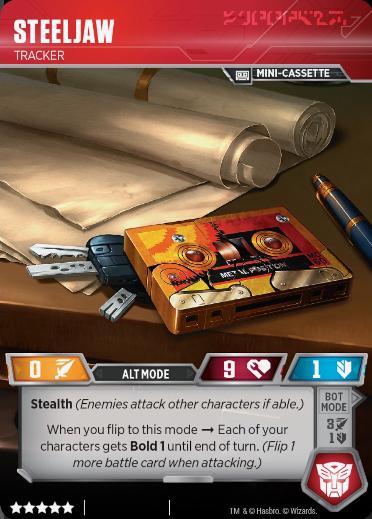 STEELJAW
TRACKER
MINI-CASSETTE
0 ALT MODE 9 1
Stealth (Enemies attack other characters if able.)
When you flip to this mode → Each of your
characters gets Bold 1 until end of turn. (Flip 1
more battle card when attacking.)
BOT
MODE
3
1
★★★★★
TM & © Hasbro. © Wizards.